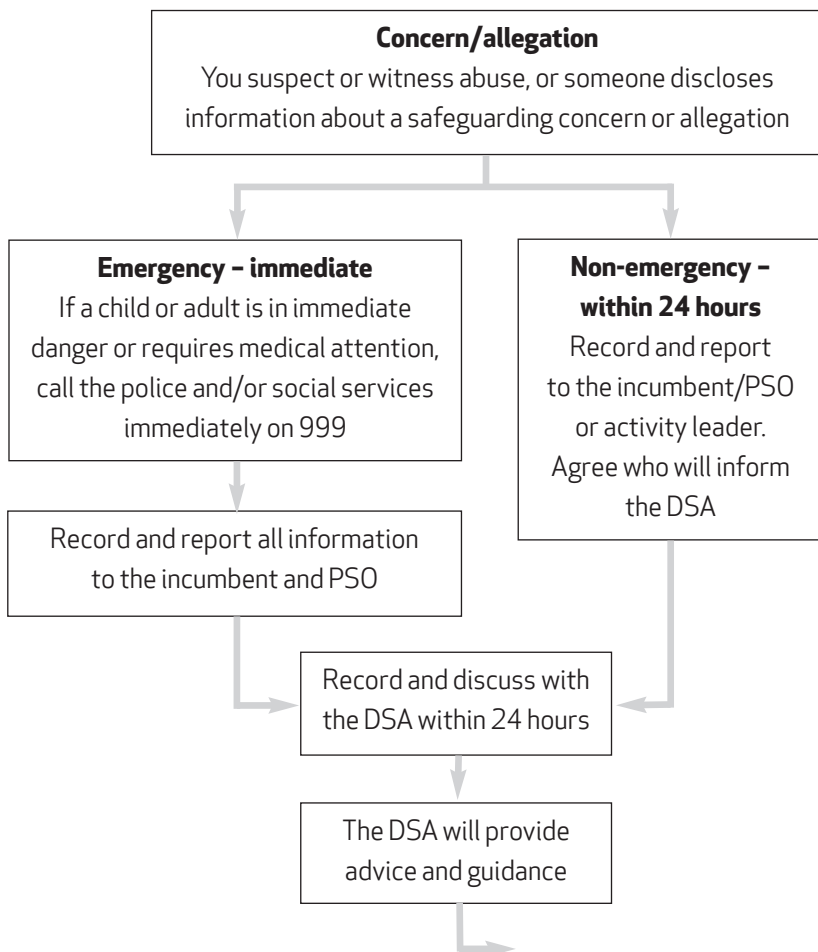 Concern/allegation
You suspect or witness abuse, or someone discloses
information about a safeguarding concern or allegation
Emergency – immediate
If a child or adult is in immediate
danger or requires medical attention,
call the police and/or social services
immediately on 999
Non-emergency –
within 24 hours
Record and report
to the incumbent/PSO
or activity leader.
Agree who will inform
the DSA
Record and report all information
to the incumbent and PSO
Record and discuss with
the DSA within 24 hours
The DSA will provide
advice and guidance